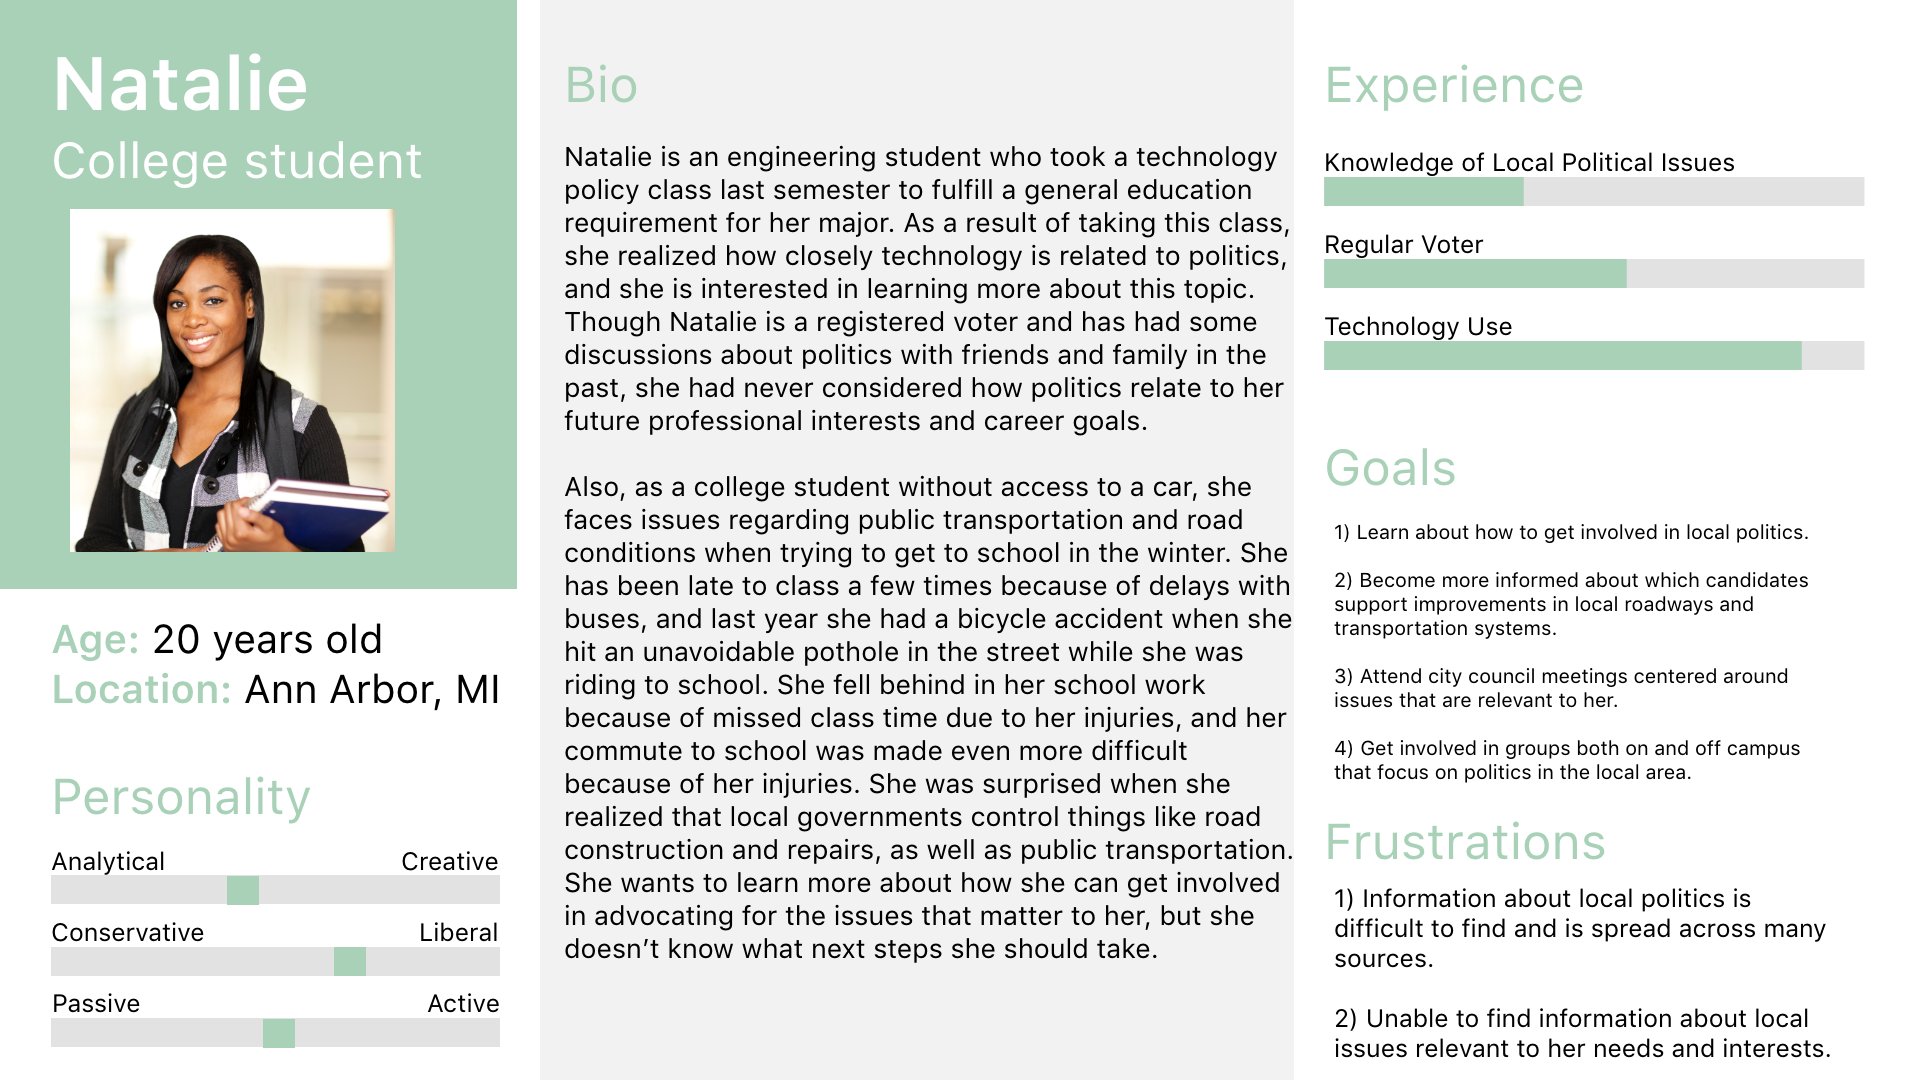 Natalie
College student
Age: 20 years old
Location: Ann Arbor, MI
Personality
Analytical Creative
Conservative Liberal
Passive Active
Bio
Natalie is an engineering student who took a technology
policy class last semester to fulfill a general education
requirement for her major. As a result of taking this class,
she realized how closely technology is related to politics,
and she is interested in learning more about this topic.
Though Natalie is a registered voter and has had some
discussions about politics with friends and family in the
past, she had never considered how politics relate to her
future professional interests and career goals.
Also, as a college student without access to a car, she
faces issues regarding public transportation and road
conditions when trying to get to school in the winter. She
has been late to class a few times because of delays with
buses, and last year she had a bicycle accident when she
hit an unavoidable pothole in the street while she was
riding to school. She fell behind in her school work
because of missed class time due to her injuries, and her
commute to school was made even more difficult
because of her injuries. She was surprised when she
realized that local governments control things like road
construction and repairs, as well as public transportation.
She wants to learn more about how she can get involved
in advocating for the issues that matter to her, but she
doesn’t know what next steps she should take.
Experience
Knowledge of Local Political Issues
Regular Voter
Technology Use
Goals
1) Learn about how to get involved in local politics.
2) Become more informed about which candidates
support improvements in local roadways and
transportation systems.
3) Attend city council meetings centered around
issues that are relevant to her.
4) Get involved in groups both on and off campus
that focus on politics in the local area.
Frustrations
1) Information about local politics is
difficult to find and is spread across many
sources.
2) Unable to find information about local
issues relevant to her needs and interests.